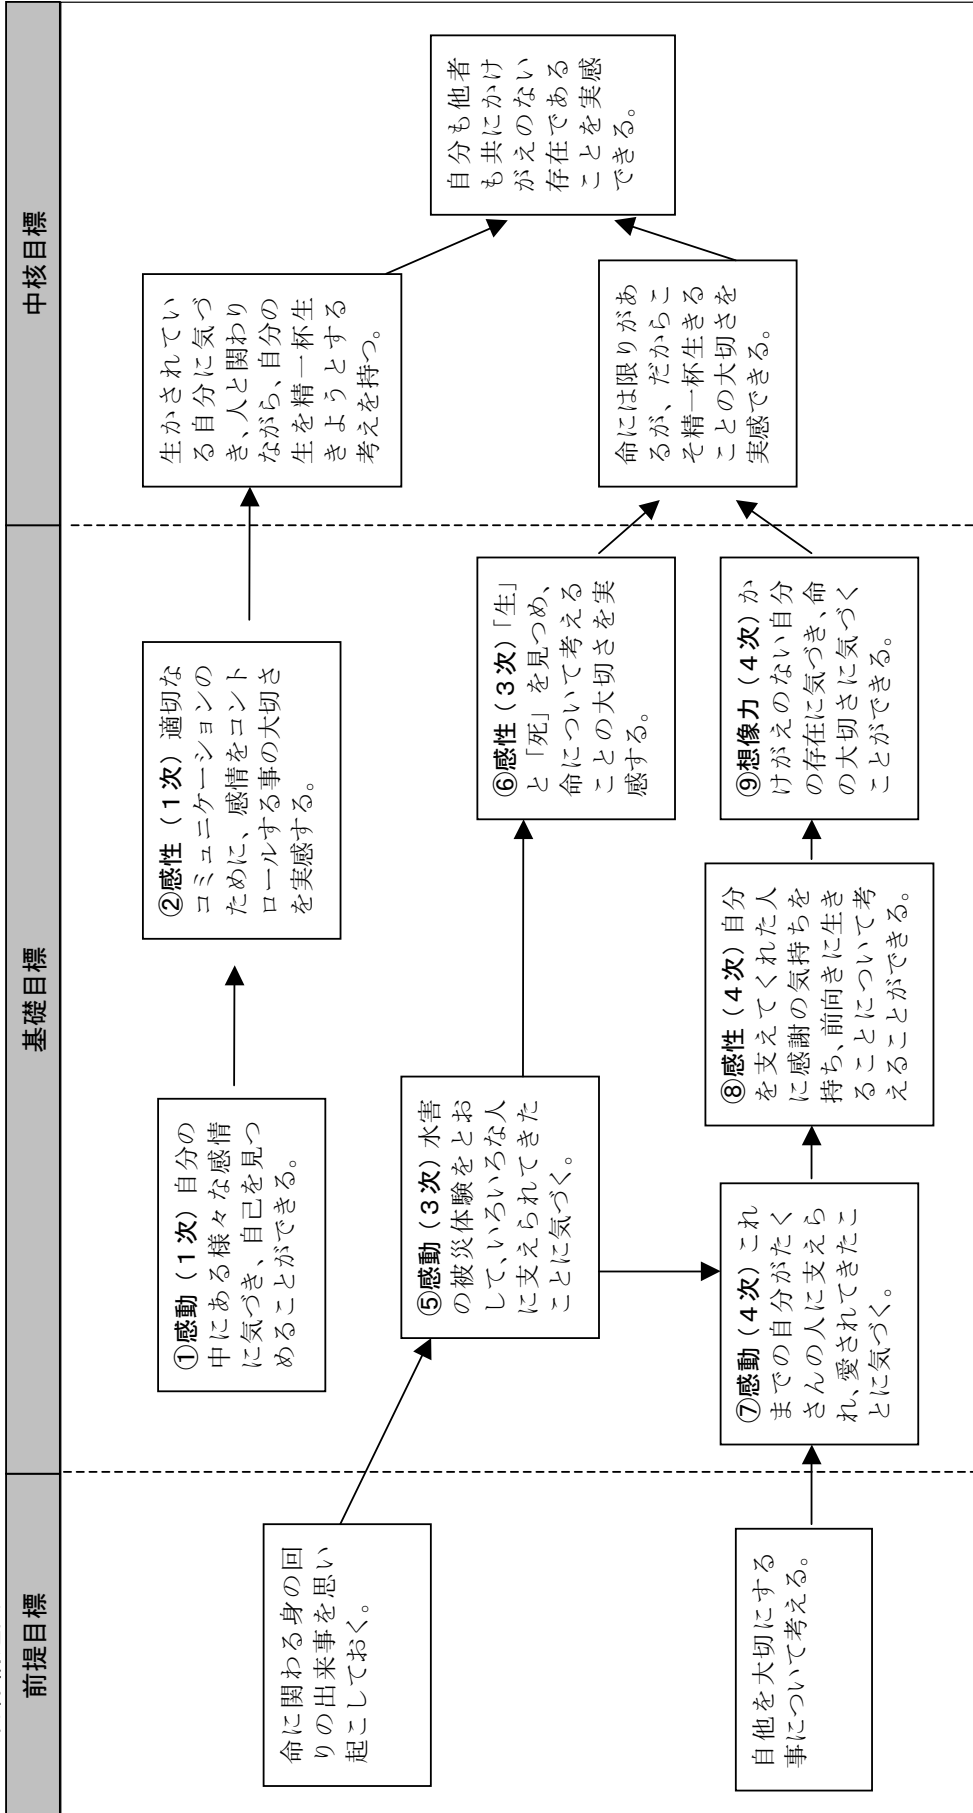 前提目標
基礎目標
中核目標
命に関わる身の回
りの出来事を思い
起こしておく。
自他を大切にする
事について考える。
①感動（１次）自分の
中にある様々な感情
に気づき、自己を見つ
めることができる。
②感性（１次）適切な
コミュニケーションの
ために、感情をコント
ロールする事の大切さ
を実感する。
⑤感動（３次）水害
の被災体験をとお
して、いろいろな人
に支えられてきた
ことに気づく。
⑥感性（３次）「生」
と「死」を見つめ、
命について考える
ことの大切さを実
感する。
⑦感動（４次）これ
までの自分がたく
さんの人に支えら
れ、愛されてきたこ
とに気づく。
⑧感性（４次）自分
を支えてくれた人
に感謝の気持ちを
持ち、前向きに生き
ることについて考
えることができる。
⑨想像力（４次）か
けがえのない自分
の存在に気づき、命
の大切さに気づく
ことができる。
生かされてい
る自分に気づ
き、人と関わり
ながら、自分の
生を精一杯生
きようとする
考えを持つ。
命には限りがあ
るが、だからこ
そ精一杯生きる
ことの大切さを
実感できる。
自分も他者
も共にかけ
がえのない
存在である
ことを実感
できる。